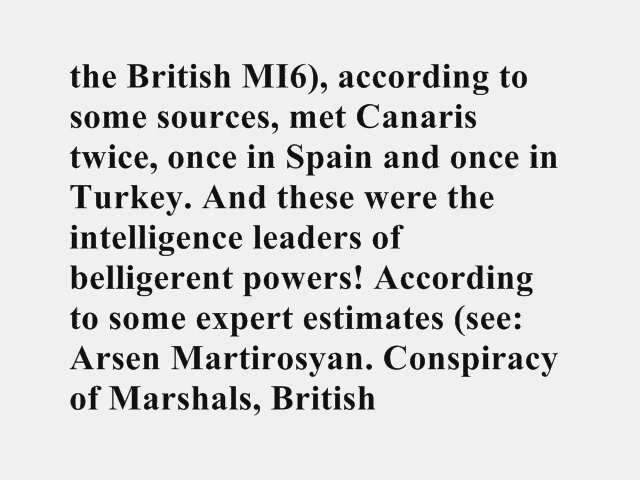 the British MI6), according to
some sources, met Canaris
twice, once in Spain and once in
Turkey. And these were the
intelligence leaders of
belligerent powers! According
to some expert estimates (see:
Arsen Martirosyan. Conspiracy
of Marshals, British